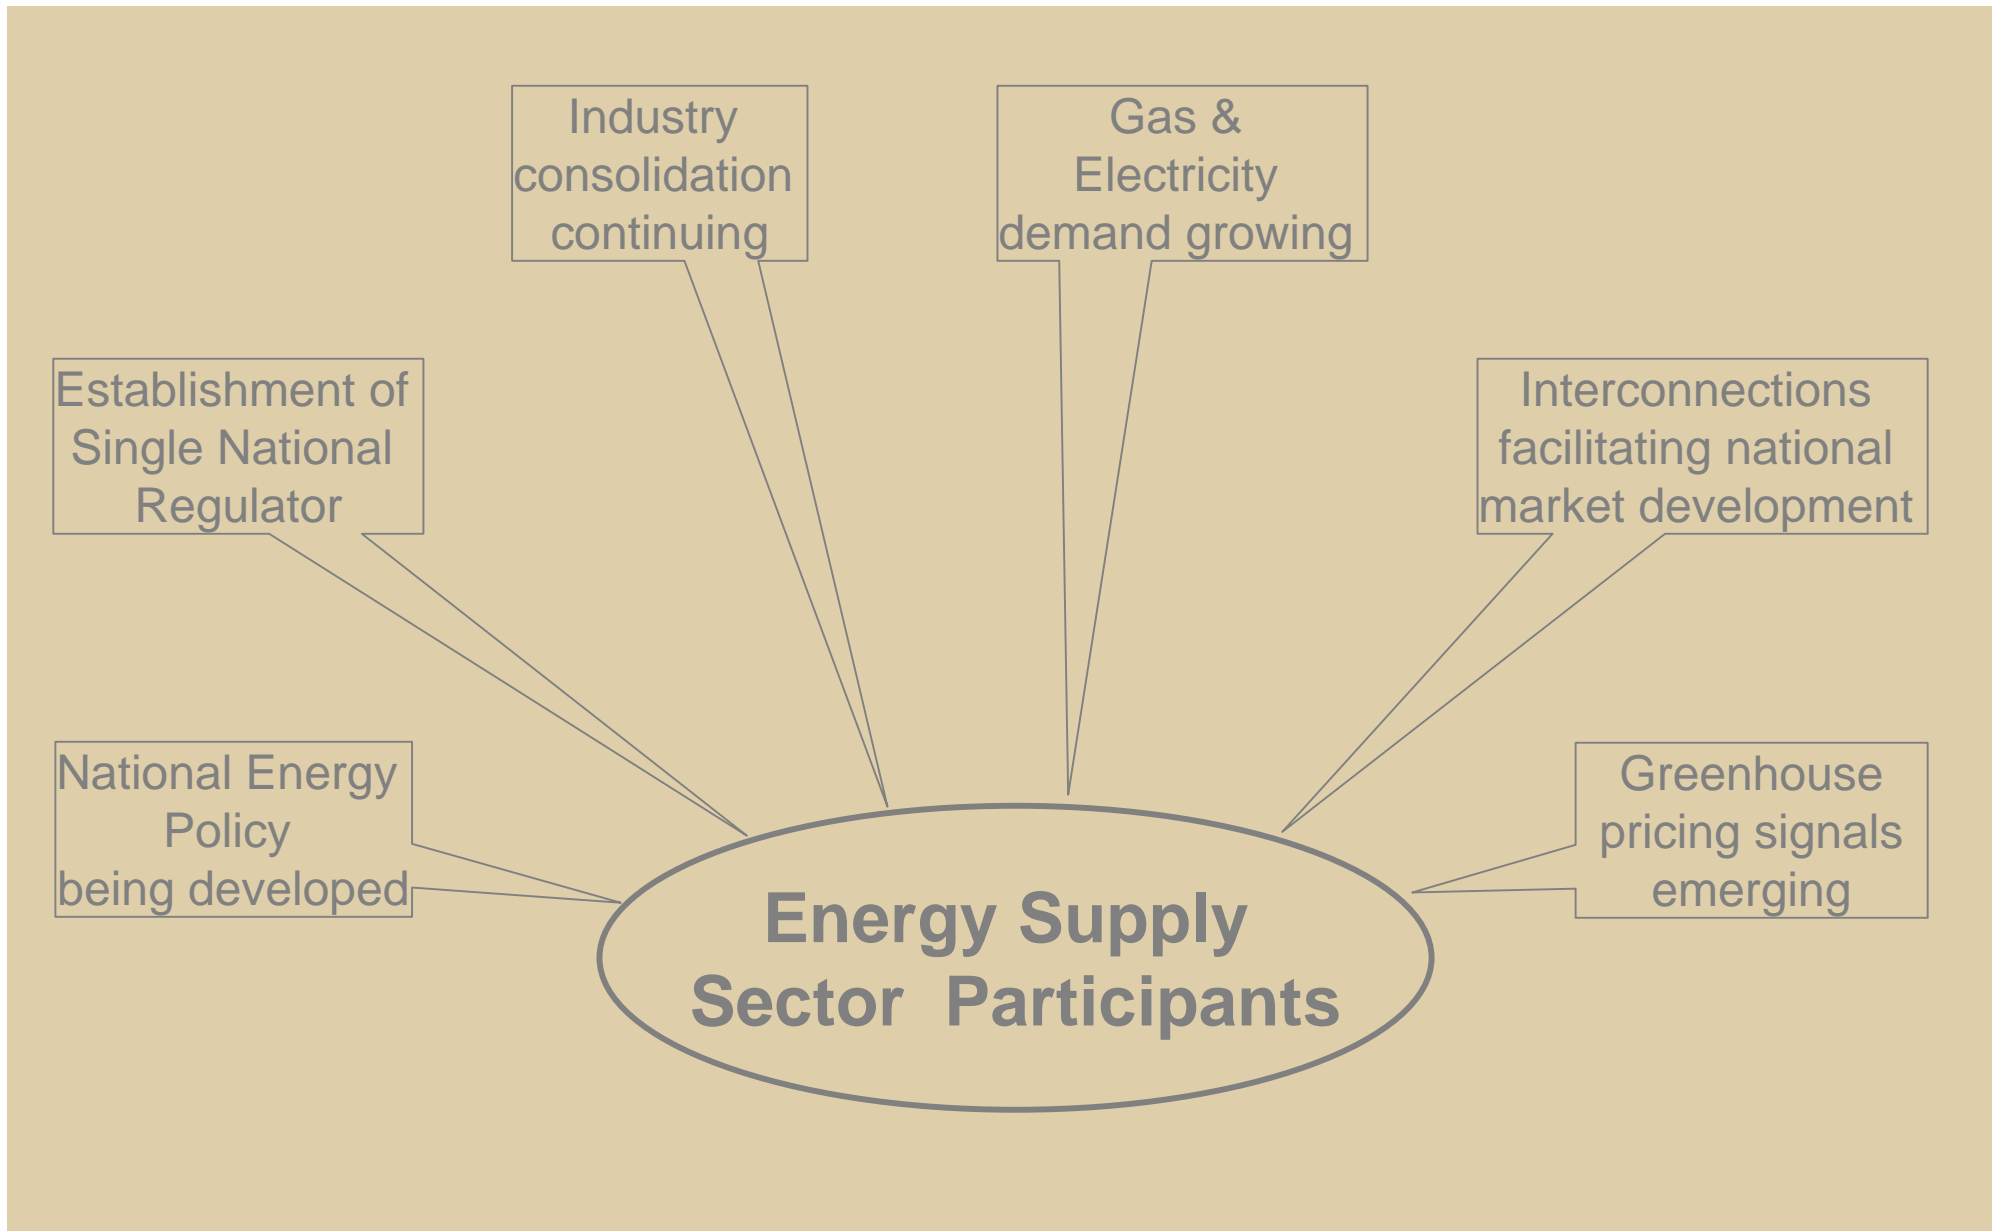 Industry
consolidation
continuing
Gas &
Electricity
demand growing
Establishment of
Single National
Regulator
Interconnections
facilitating national
market development
National Energy
Policy
being developed
Greenhouse
pricing signals
emerging
Energy Supply
Sector  Participants